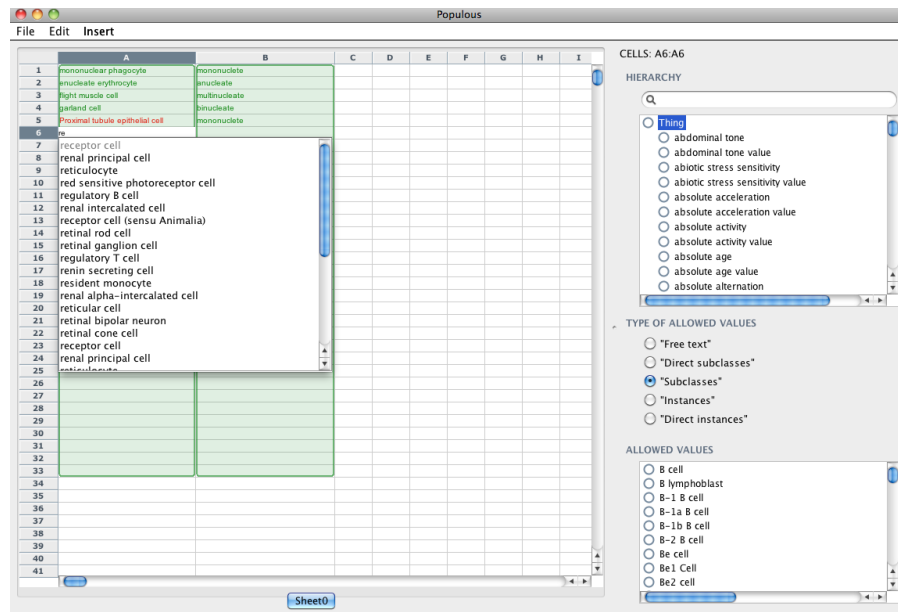 Populous
File Edit Insert
CELLS: A6:A6
A B C D E F G H I
1 mononuclear phagocyte mononuclete
2 enucleate erythrocyte anucleate
3 flight muscle cell multinucleate
4 garland cell binucleate
5 Proximal tubule epithelial cell mononuclete
6 re
7 receptor cell
8 renal principal cell
9 reticulocyte
10 red sensitive photoreceptor cell
11 regulatory B cell
12 renal intercalated cell
13 receptor cell (sensu Animalia)
14 retinal rod cell
15 retinal ganglion cell
16 regulatory T cell
17 renin secreting cell
18 resident monocyte
19 renal alpha-intercalated cell
20 reticular cell
21 retinal bipolar neuron
22 retinal cone cell
23 receptor cell
24 renal principal cell
25 reticulocyte
26
27
28
29
30
31
32
33
34
35
36
37
38
39
40
41
Sheet0
HIERARCHY
Thing
abdominal tone
abdominal tone value
abiotic stress sensitivity
abiotic stress sensitivity value
absolute acceleration
absolute acceleration value
absolute activity
absolute activity value
absolute age
absolute age value
absolute alternation
TYPE OF ALLOWED VALUES
"Free text"
"Direct subclasses"
"Subclasses"
"Instances"
"Direct instances"
ALLOWED VALUES
B cell
B lymphoblast
B-1 B cell
B-1a B cell
B-1b B cell
B-2 B cell
Be cell
Be1 Cell
Be2 cell